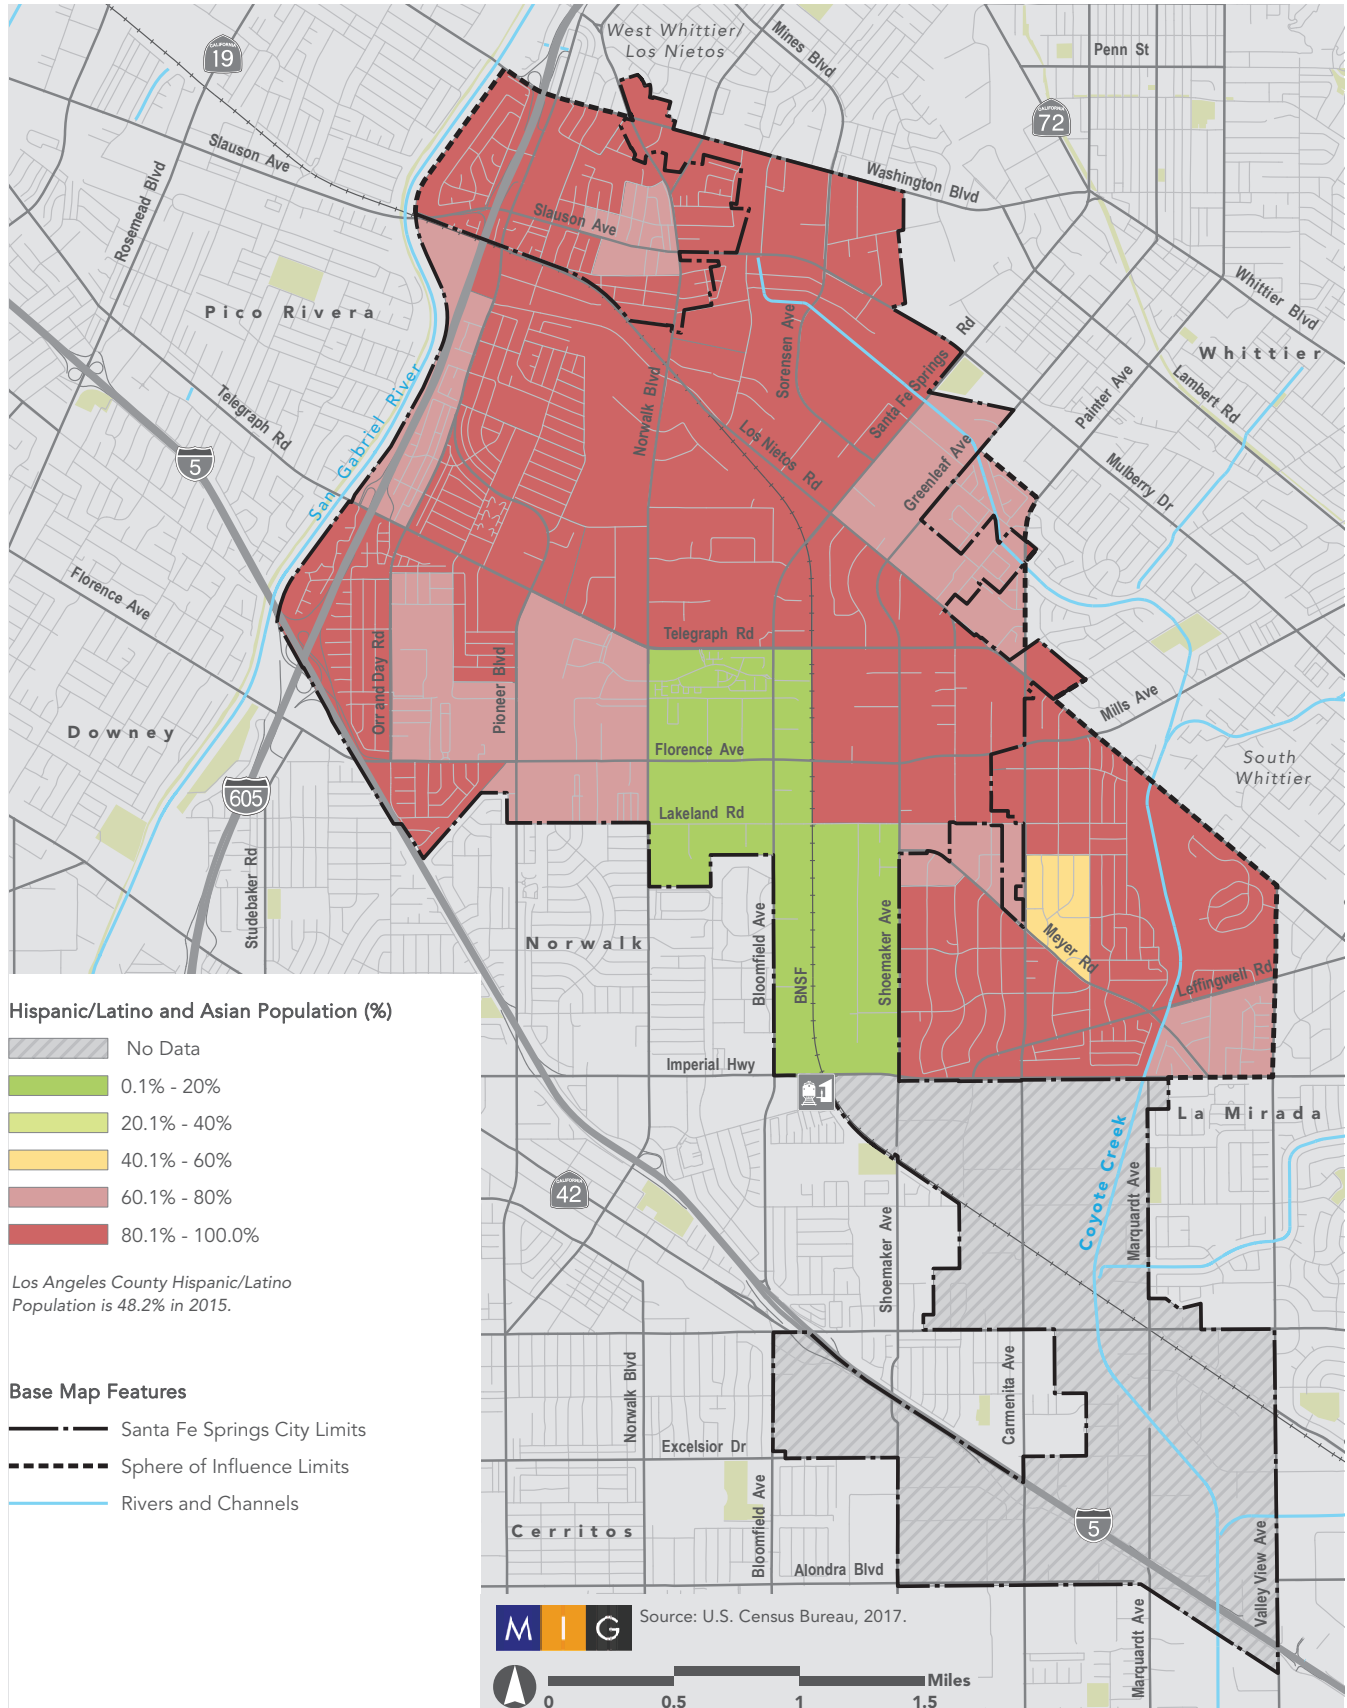 West Whittier/
Los Nietos
Mines Blvd
Penn St
CALIFORNIA
19
CALIFORNIA
72
Slauson Ave
Rosemead Blvd
Washington Blvd
Slauson Ave
Whittier Blvd
Pico Rivera
Whittier
Sorensen Ave
Santa Fe Springs Rd
Painter Ave
Lambert Rd
San Gabriel River
Telegraph Rd
Norwalk Blvd
Los Nietos Rd
Greenleaf Ave
Mulberry Dr
5
Florence Ave
Telegraph Rd
Orr and Day Rd
Pioneer Blvd
Mills Ave
Downey
Florence Ave
South
Whittier
605
Lakeland Rd
Studebaker Rd
Norwalk
Bloomfield Ave
BNSF
Shoemaker Ave
Meyer Rd
Leffingwell Rd
Imperial Hwy
La Mirada
Coyote Creek
Marquardt Ave
CALIFORNIA
42
Shoemaker Ave
Norwalk Blvd
Carmenita Ave
Excelsior Dr
Bloomfield Ave
Cerritos
5
Alondra Blvd
Valley View Ave
Marquardt Ave
Hispanic/Latino and Asian Population (%)
No Data
0.1% - 20%
20.1% - 40%
40.1% - 60%
60.1% - 80%
80.1% - 100.0%
Los Angeles County Hispanic/Latino
Population is 48.2% in 2015.
Base Map Features
Santa Fe Springs City Limits
Sphere of Influence Limits
Rivers and Channels
MIG
Source: U.S. Census Bureau, 2017.
Miles
0 0.5 1 1.5